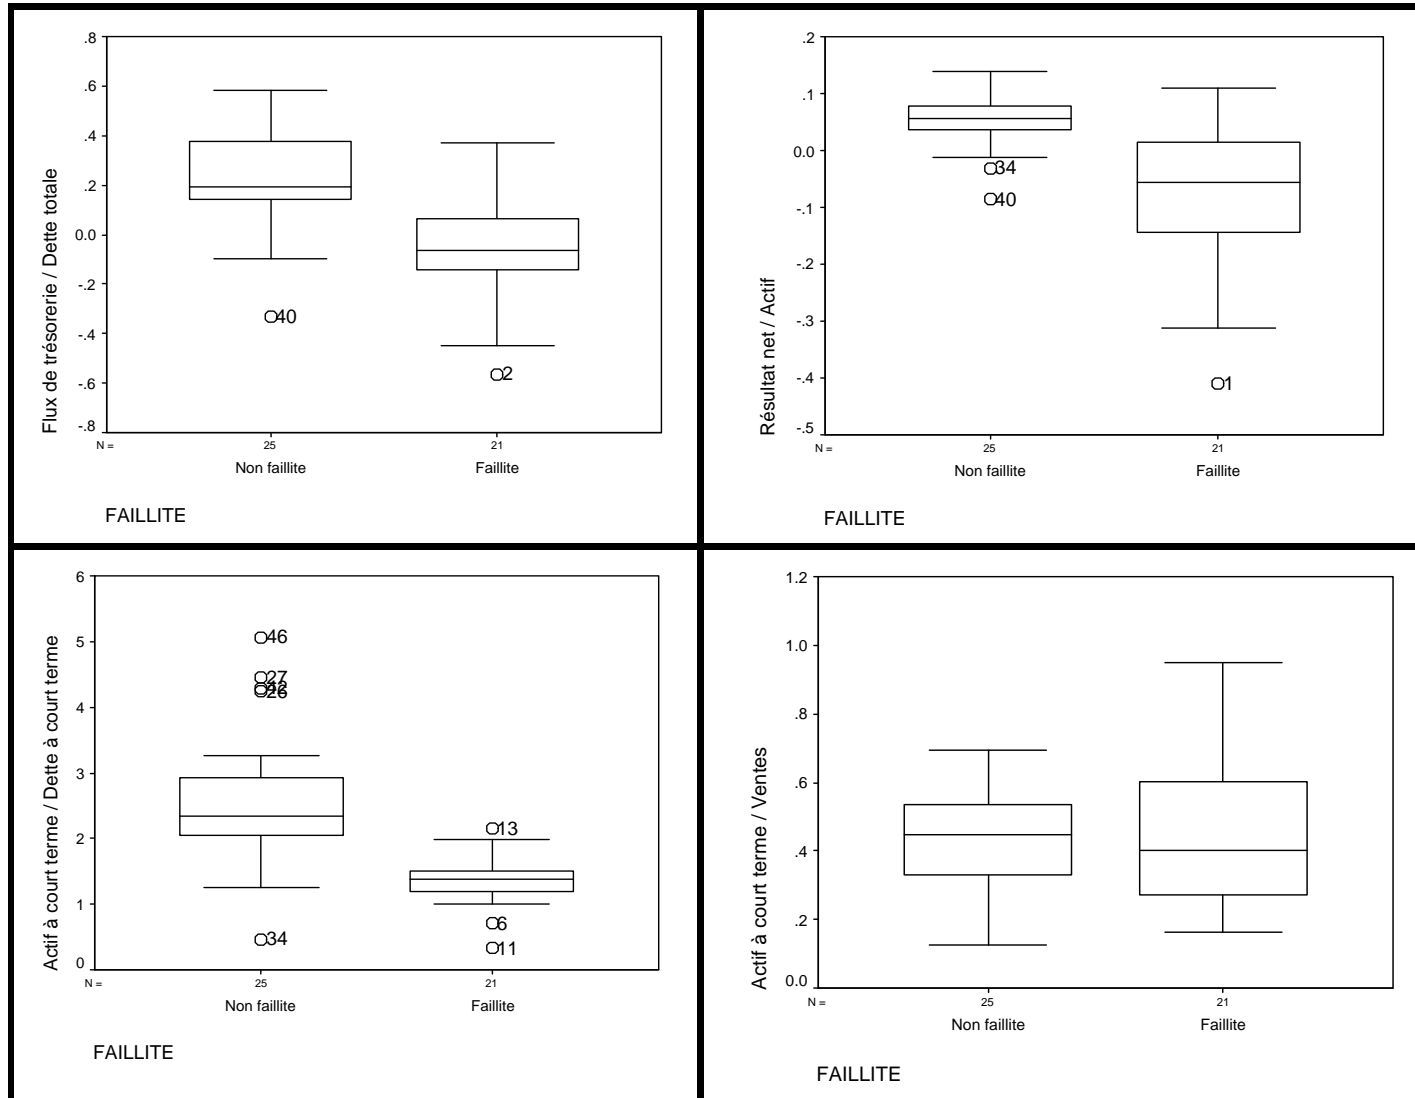 Flux de trésorerie / Dette totale
.8
.6
.4
.2
0.0
-.2
-.4
-.6
-.8
40
2
N =
25
21
Non faillite
Faillite
FAILLITE
Résultat net / Actif
.2
.1
0.0
-.1
-.2
-.3
-.4
-.5
34
40
1
N =
25
21
Non faillite
Faillite
FAILLITE
Actif à court terme / Dette à court terme
6
5
4
3
2
1
0
46
27
42
26
34
13
6
11
N =
25
21
Non faillite
Faillite
FAILLITE
Actif à court terme / Ventes
1.2
1.0
.8
.6
.4
.2
0.0
N =
25
21
Non faillite
Faillite
FAILLITE